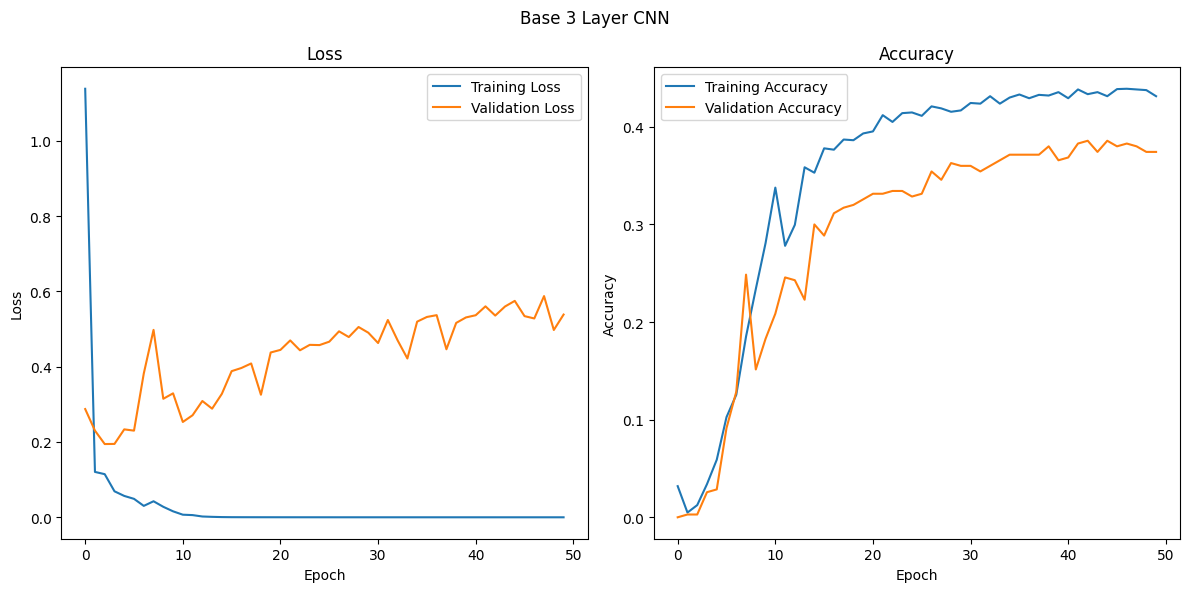 Base 3 Layer CNN
Loss
Training Loss
Validation Loss
1.0
0.8
0.6
0.4
0.2
0.0
Loss
0
10
20
30
40
50
Epoch
Accuracy
Training Accuracy
Validation Accuracy
0.4
0.3
0.2
0.1
0.0
Accuracy
0
10
20
30
40
50
Epoch